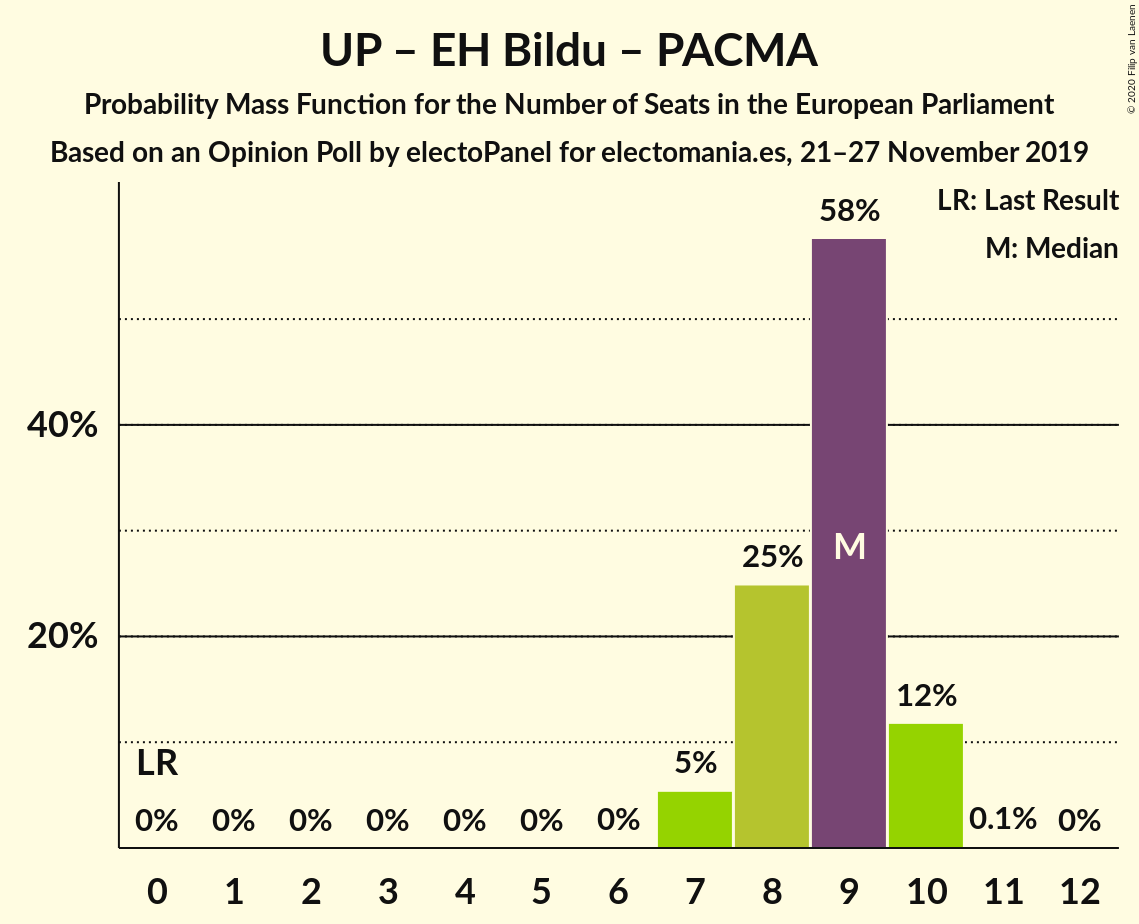 UP – EH Bildu – PACMA
Probability Mass Function for the Number of Seats in the European Parliament
Based on an Opinion Poll by electoPanel for electomania.es, 21–27 November 2019
© 2020 Filip van Laenen
LR: Last Result
M: Median
58%
40%
M
25%
20%
12%
LR
5%
0% 0% 0% 0% 0% 0% 0% 0.1% 0%
0 1 2 3 4 5 6 7 8 9 10 11 12